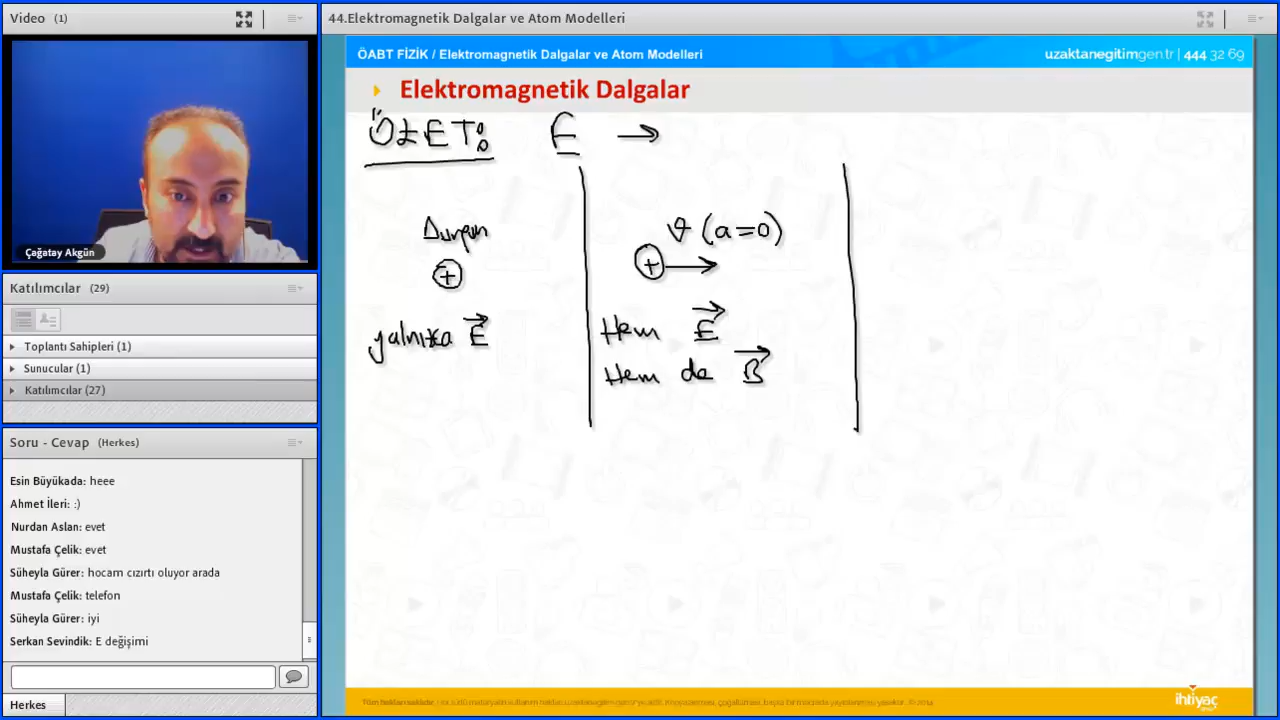 Video (1)
44.Elektromagnetik Dalgalar ve Atom Modelleri
ÖABT FİZİK / Elektromagnetik Dalgalar ve Atom Modelleri
uzaktanegitimgen.tr | 444 32 69
Elektromagnetik Dalgalar
ÖZET: E →
Durgun
ϑ (a=0)
+
+ →
yalnızca E
Hem E
Hem de B
Çağatay Akgün
Katılımcılar (29)
Toplantı Sahipleri (1)
Sunucular (1)
Katılımcılar (27)
Soru - Cevap (Herkes)
Esin Büyükada: heee
Ahmet İleri: :)
Nurdan Aslan: evet
Mustafa Çelik: evet
Süheyla Gürer: hocam cızırtı oluyor arada
Mustafa Çelik: telefon
Süheyla Gürer: iyi
Serkan Sevindik: E değişimi
Herkes
ihtiyaç